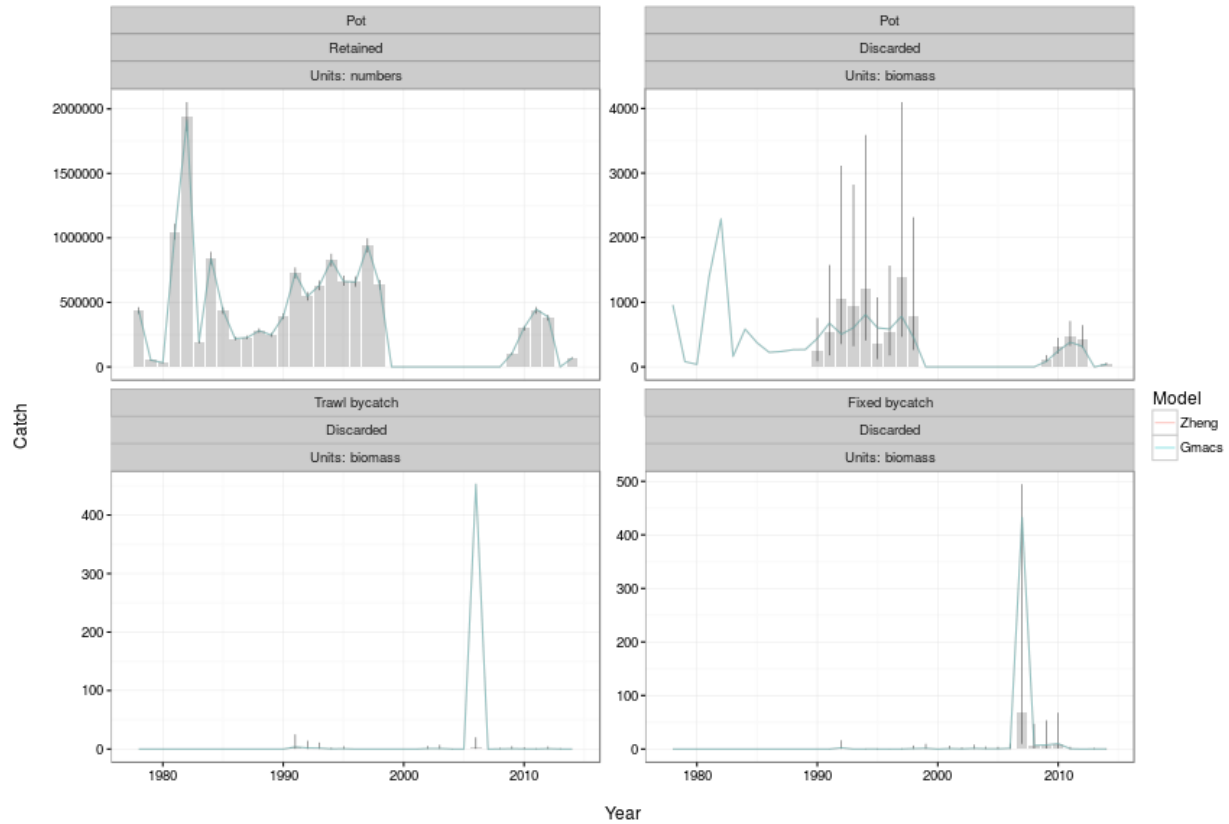 Pot
Retained
Units: numbers
2000000
1500000
1000000
500000
0
Pot
Discarded
Units: biomass
4000
3000
2000
1000
0
Catch
Trawl bycatch
Discarded
Units: biomass
400
300
200
100
0
1980 1990 2000 2010
Fixed bycatch
Discarded
Units: biomass
500
400
300
200
100
0
1980 1990 2000 2010
Model
Zheng
Gmacs
Year